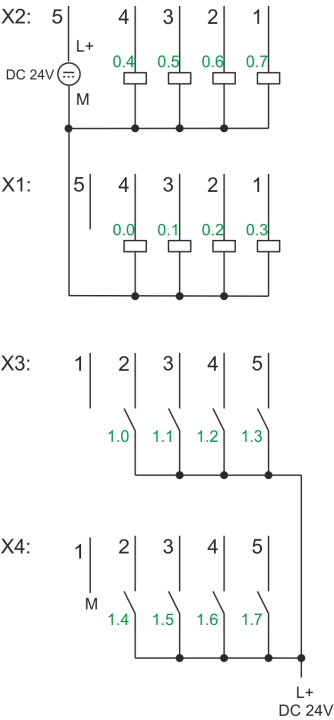 X2: 5 4 3 2 1
L+
0.4 0.5 0.6 0.7
DC 24V
M
X1: 5 4 3 2 1
0.0 0.1 0.2 0.3
X3: 1 2 3 4 5
1.0 1.1 1.2 1.3
X4: 1 2 3 4 5
M
1.4 1.5 1.6 1.7
L+
DC 24V